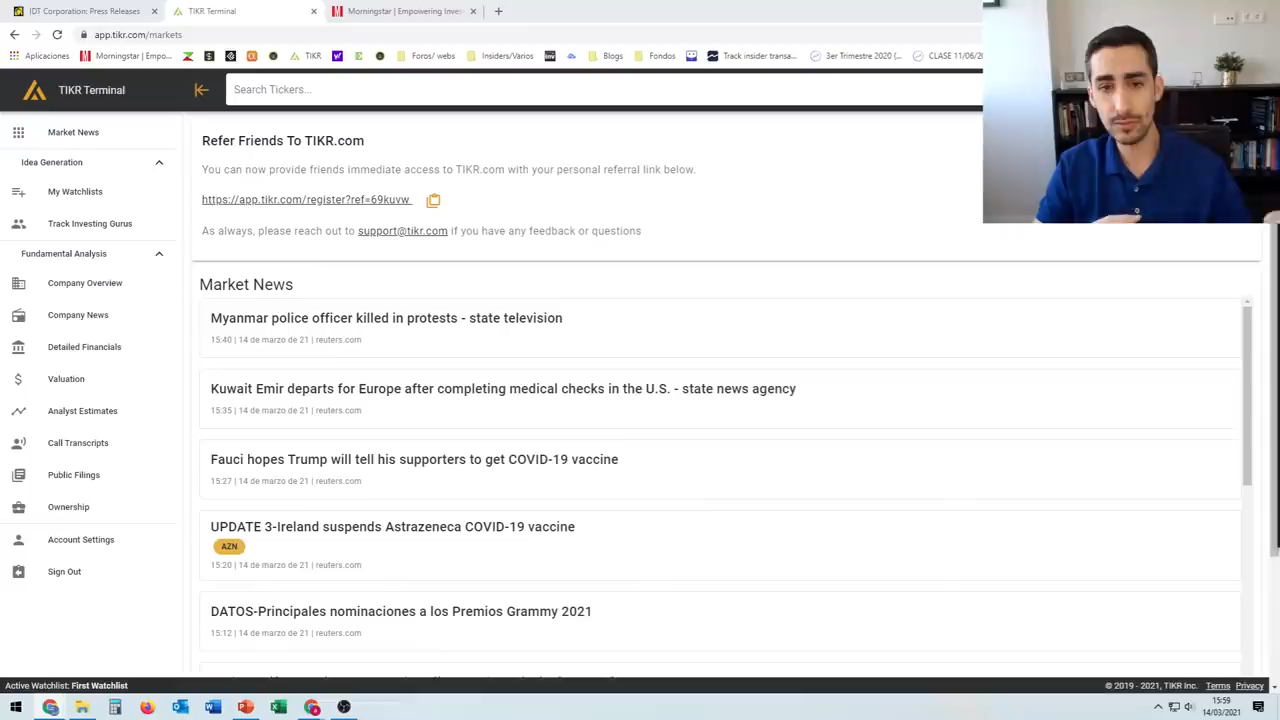 IDT Corporation: Press Releases
TIKR Terminal
Morningstar | Empowering Inves
app.tikr.com/markets
Aplicaciones
Morningstar | Empo...
TIKR
Foros/ webs
Insiders/Varios
Blogs
Fondos
Track insider transa...
3er Trimestre 2020 (...
CLASE 11/06/
TIKR Terminal
Search Tickers...
Market News
Idea Generation
My Watchlists
Track Investing Gurus
Fundamental Analysis
Company Overview
Company News
Detailed Financials
Valuation
Analyst Estimates
Call Transcripts
Public Filings
Ownership
Account Settings
Sign Out
Refer Friends To TIKR.com
You can now provide friends immediate access to TIKR.com with your personal referral link below.
https://app.tikr.com/register?ref=69kuvw
As always, please reach out to support@tikr.com if you have any feedback or questions
Market News
Myanmar police officer killed in protests - state television
15:40 | 14 de marzo de 21 | reuters.com
Kuwait Emir departs for Europe after completing medical checks in the U.S. - state news agency
15:35 | 14 de marzo de 21 | reuters.com
Fauci hopes Trump will tell his supporters to get COVID-19 vaccine
15:27 | 14 de marzo de 21 | reuters.com
UPDATE 3-Ireland suspends Astrazeneca COVID-19 vaccine
AZN
15:20 | 14 de marzo de 21 | reuters.com
DATOS-Principales nominaciones a los Premios Grammy 2021
15:12 | 14 de marzo de 21 | reuters.com
Active Watchlist: First Watchlist
© 2019 - 2021, TIKR Inc. Terms Privacy
15:59
14/03/2021